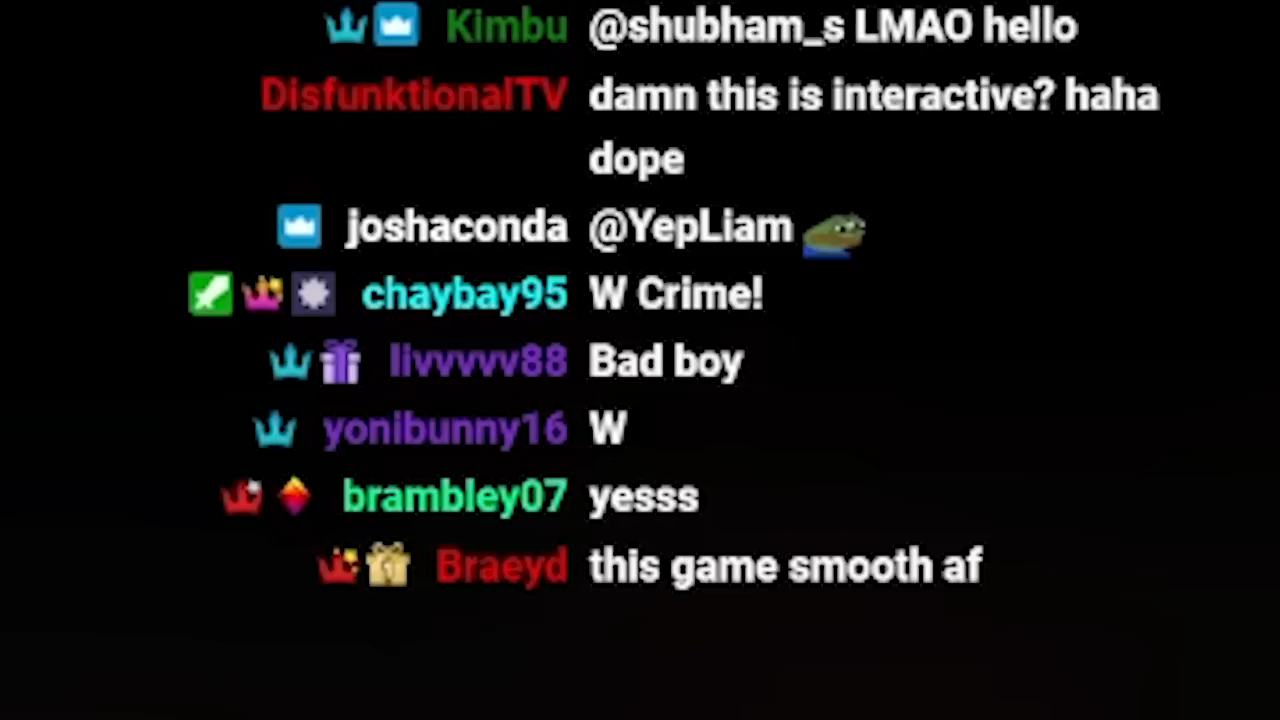 Kimbu @shubham_s LMAO hello
DisfunktionalTV damn this is interactive? haha
dope
joshaconda @YepLiam
chaybay95 W Crime!
livvvvv88 Bad boy
yonibunny16 W
brambley07 yesss
Braeyd this game smooth af